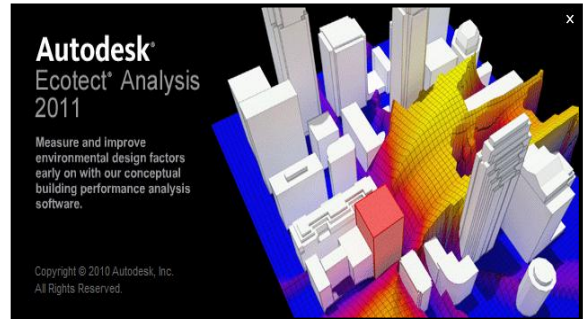 x
Autodesk®
Ecotect® Analysis
2011
Measure and improve
environmental design factors
early on with our conceptual
building performance analysis
software.
Copyright © 2010 Autodesk, Inc.
All Rights Reserved.